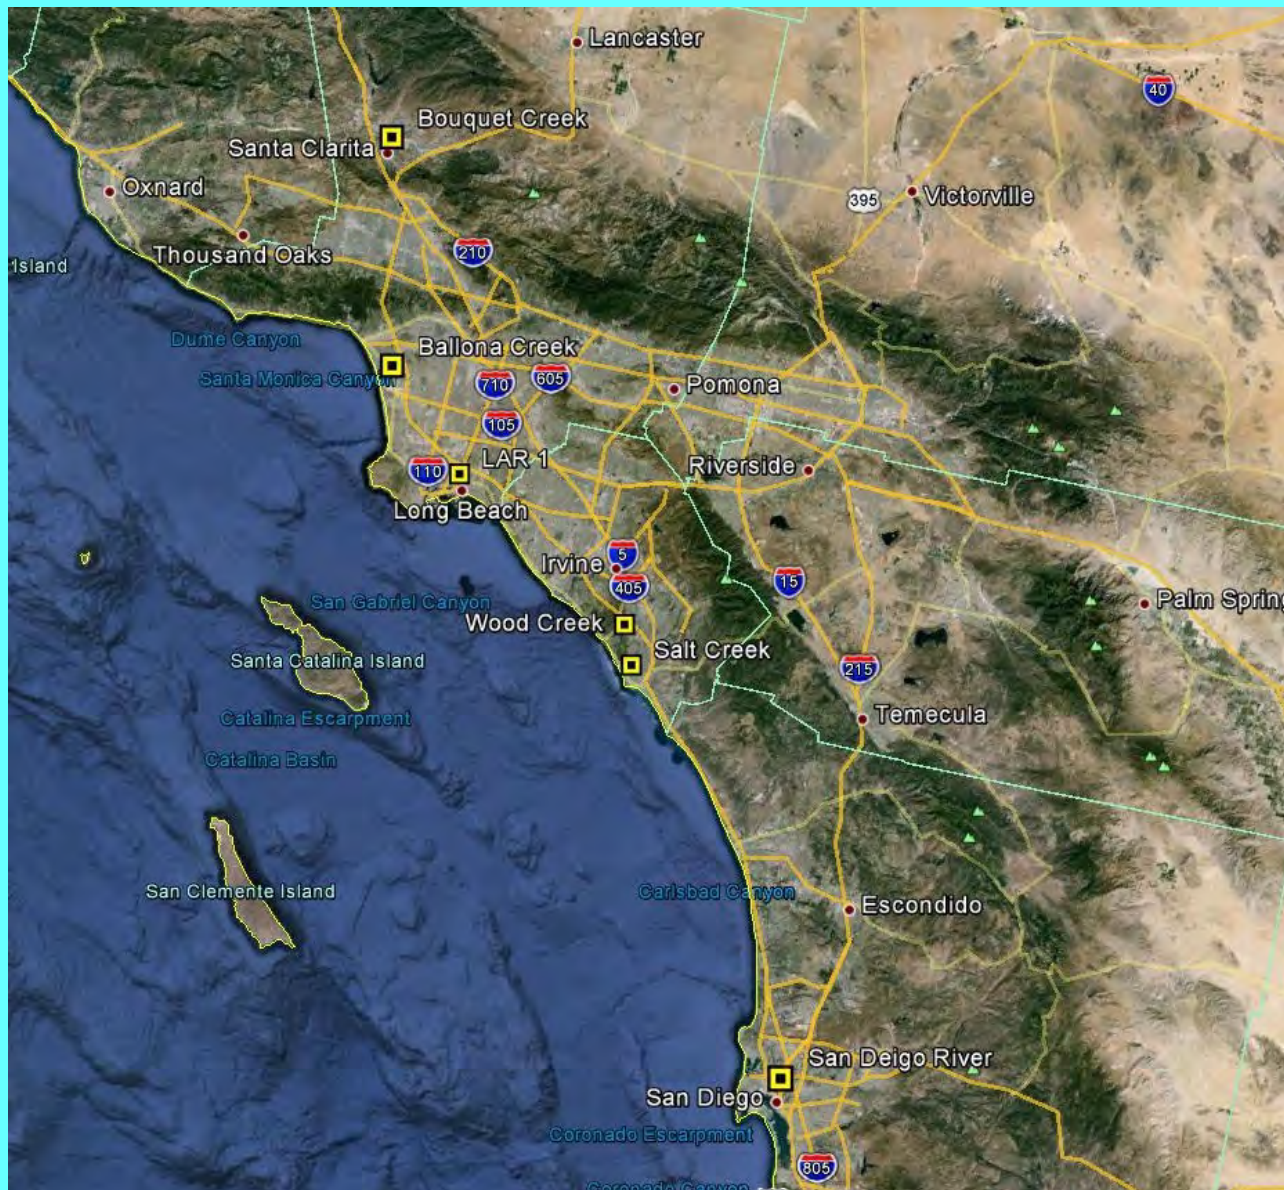 Lancaster
40
Bouquet Creek
Santa Clarita
Oxnard
395
Victorville
Thousand Oaks
210
Island
Dume Canyon
Ballona Creek
Santa Monica Canyon
710
605
Pomona
105
LAR 1
110
Riverside
Long Beach
5
Irvine
405
15
San Gabriel Canyon
Palm Spring
Wood Creek
Salt Creek
Santa Catalina Island
215
Catalina Escarpment
Temecula
Catalina Basin
San Clemente Island
Carlsbad Canyon
Escondido
San Deigo River
San Diego
Coronado Escarpment
805
Coronado Canyon